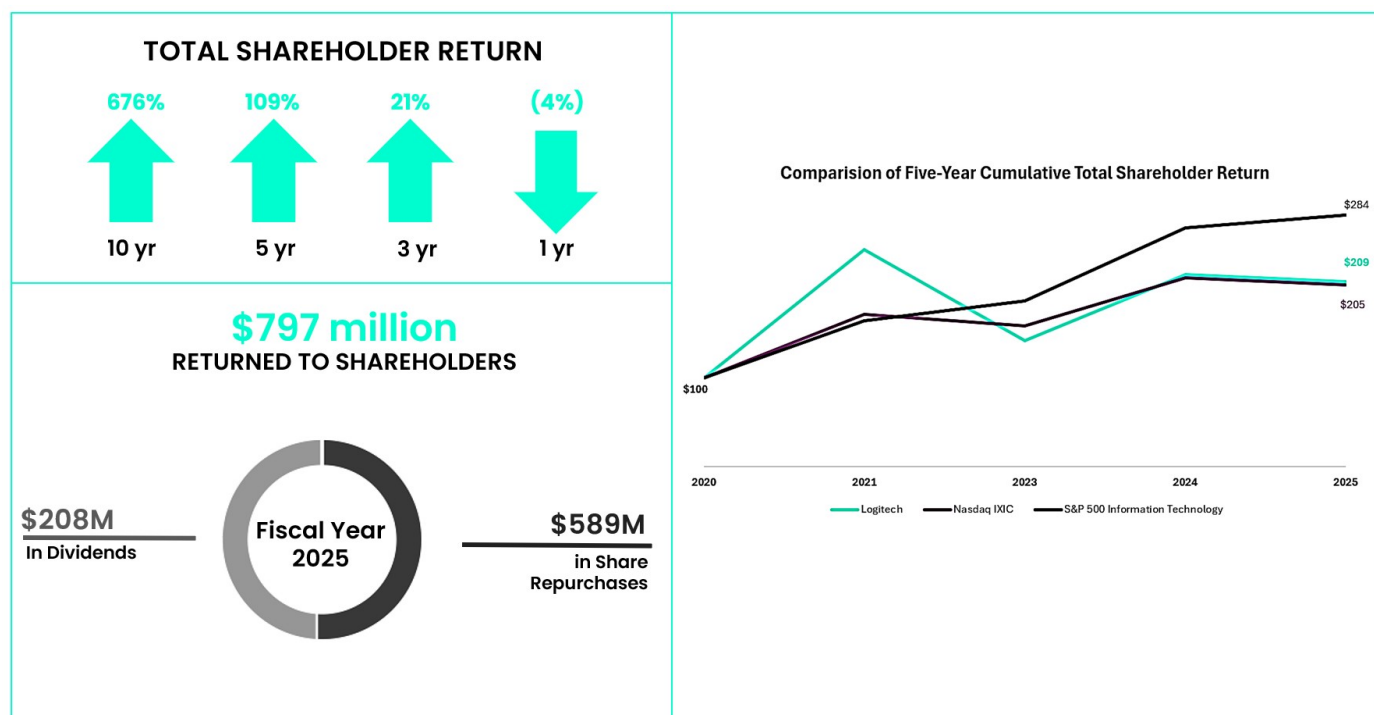 TOTAL SHAREHOLDER RETURN
676% 109% 21% (4%)
10 yr 5 yr 3 yr 1 yr
$797 million
RETURNED TO SHAREHOLDERS
$208M
In Dividends
Fiscal Year
2025
$589M
in Share
Repurchases
Comparision of Five-Year Cumulative Total Shareholder Return
$284
$209
$205
$100
2020 2021 2023 2024 2025
Logitech Nasdaq IXIC S&P 500 Information Technology